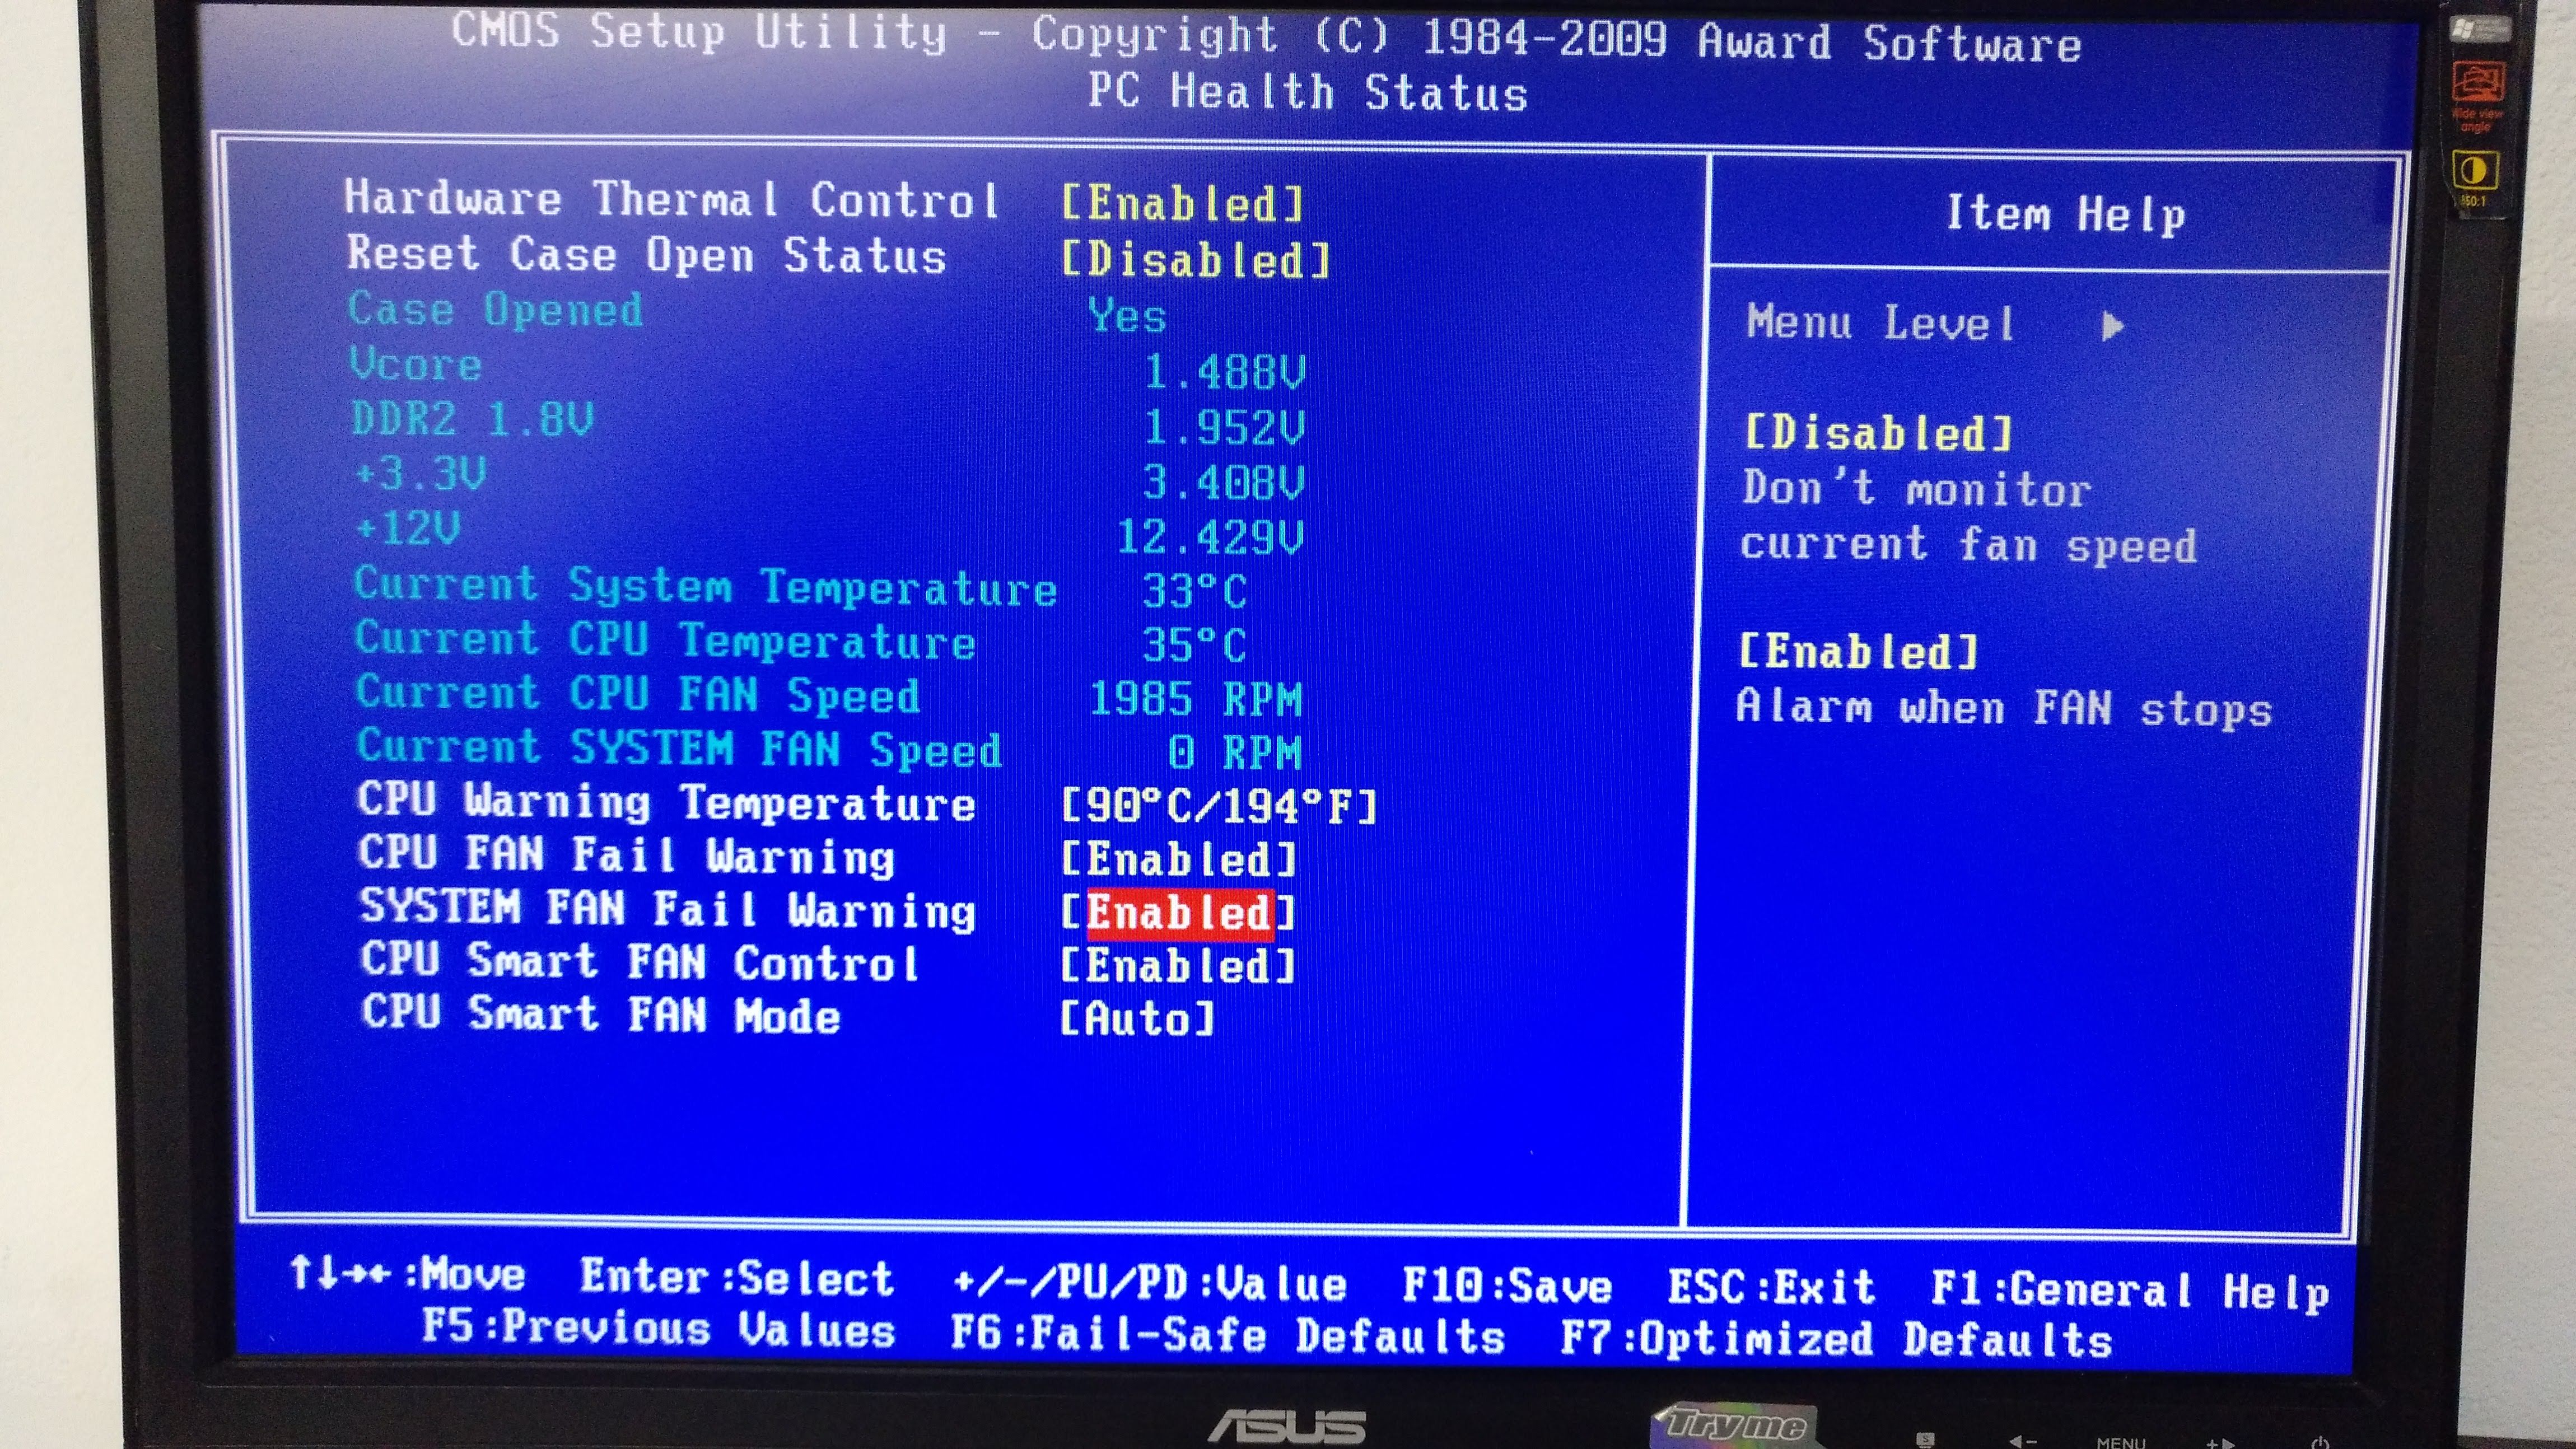 CMOS Setup Utility - Copyright (C) 1984-2009 Award Software
PC Health Status
Hardware Thermal Control [Enabled]
Reset Case Open Status [Disabled]
Case Opened Yes
Vcore 1.488V
DDR2 1.8V 1.952V
+3.3V 3.408V
+12V 12.429V
Current System Temperature 33°C
Current CPU Temperature 35°C
Current CPU FAN Speed 1985 RPM
Current SYSTEM FAN Speed 0 RPM
CPU Warning Temperature [90°C/194°F]
CPU FAN Fail Warning [Enabled]
SYSTEM FAN Fail Warning [Enabled]
CPU Smart FAN Control [Enabled]
CPU Smart FAN Mode [Auto]
Item Help
Menu Level ▶
[Disabled]
Don't monitor
current fan speed
[Enabled]
Alarm when FAN stops
↑↓→←:Move Enter:Select +/-/PU/PD:Value F10:Save ESC:Exit F1:General Help
F5:Previous Values F6:Fail-Safe Defaults F7:Optimized Defaults
Wide view
angle
ASUS
Try me
S
MENU